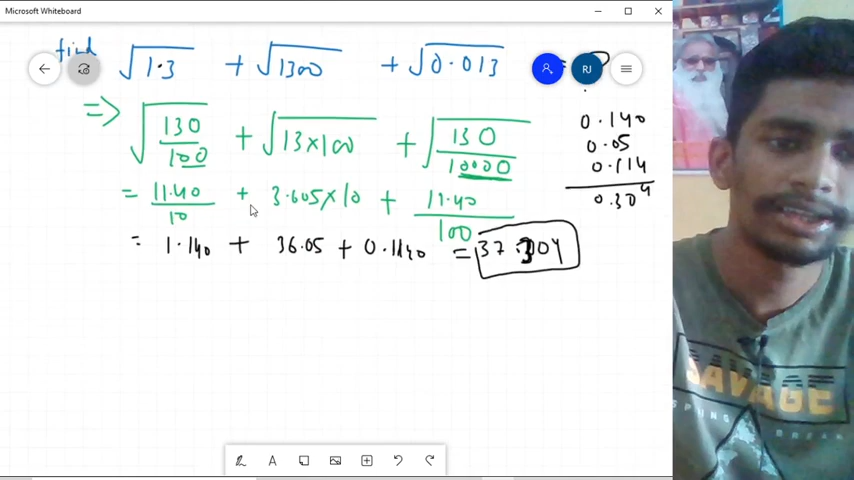 Microsoft Whiteboard
find √1.3 + √1300 + √0.013 = ?
RJ
=> √130/100 + √13×100 + √130/10000
= 11.40/10 + 3.605×10 + 11.40/100
= 1.140 + 36.05 + 0.1140 = 37.304
0.140
0.05
0.114
0.304
SAVAGE